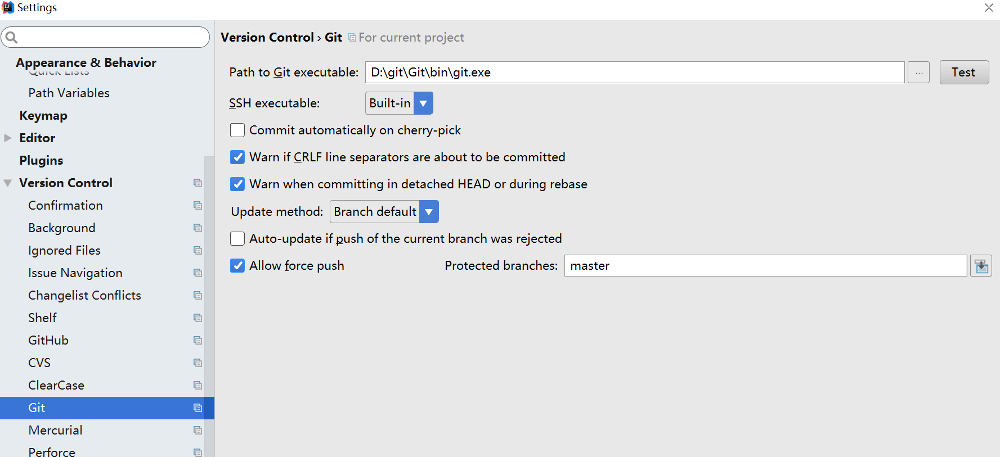 Settings
Version Control › Git For current project
Appearance & Behavior
Quick Lists
Path Variables
Keymap
Editor
Plugins
Version Control
Confirmation
Background
Ignored Files
Issue Navigation
Changelist Conflicts
Shelf
GitHub
CVS
ClearCase
Git
Mercurial
Perforce
Path to Git executable: D:\git\Git\bin\git.exe ... Test
SSH executable: Built-in
Commit automatically on cherry-pick
Warn if CRLF line separators are about to be committed
Warn when committing in detached HEAD or during rebase
Update method: Branch default
Auto-update if push of the current branch was rejected
Allow force push Protected branches: master